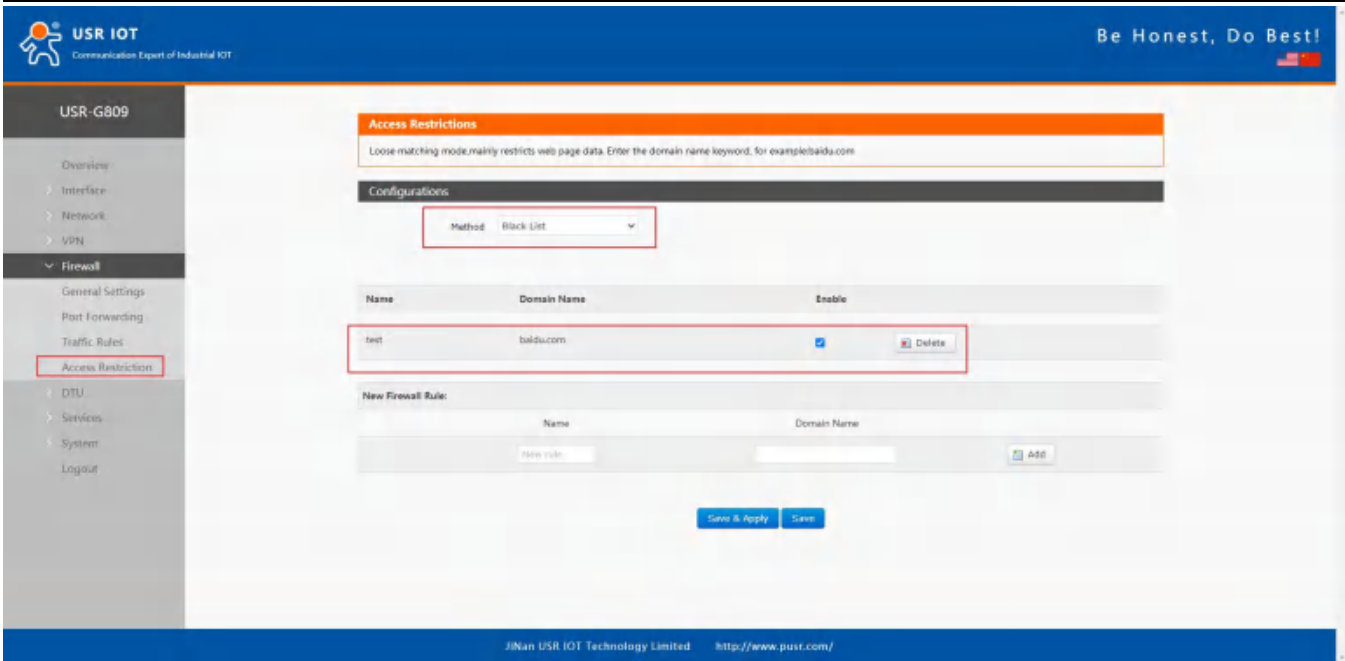 USR IOT
Communication Expert of Industrial IOT
Be Honest, Do Best!
USR-G809
Overview
Interface
Network
VPN
Firewall
General Settings
Port Forwarding
Traffic Rules
Access Restriction
DTU
Services
System
Logout
Access Restrictions
Loose matching mode,mainly restricts web page data. Enter the domain name keyword, for example:baidu.com
Configurations
Method Black List
Name Domain Name Enable
test baidu.com Delete
New Firewall Rule:
Name Domain Name
New rule Add
Save & Apply Save
JiNan USR IOT Technology Limited http://www.pusr.com/